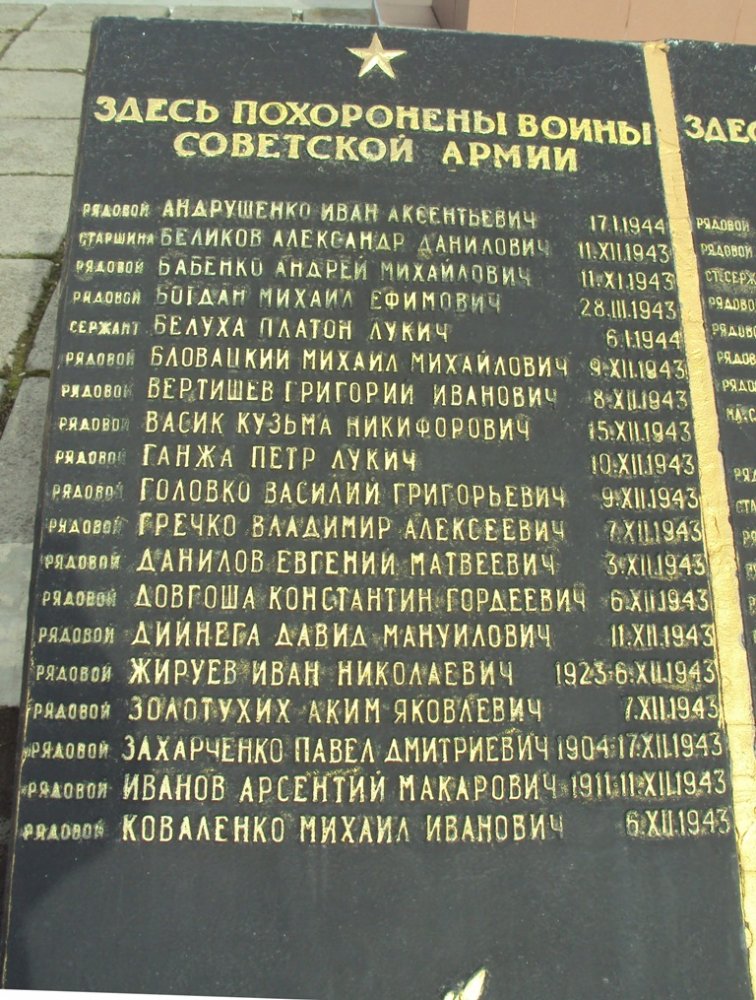 ЗДЕСЬ ПОХОРОНЕНЫ ВОИНЫ
СОВЕТСКОЙ АРМИИ
РЯДОВОЙ АНДРУШЕНКО ИВАН АКСЕНТЬЕВИЧ 17.I.1944
СТАРШИНА БЕЛИКОВ АЛЕКСАНДР ДАНИЛОВИЧ 11.XII.1943
РЯДОВОЙ БАБЕНКО АНДРЕЙ МИХАЙЛОВИЧ 11.XI.1943
РЯДОВОЙ БОГДАН МИХАИЛ ЕФИМОВИЧ 28.III.1943
СЕРЖАНТ БЕЛУХА ПЛАТОН ЛУКИЧ 6.I.1944
РЯДОВОЙ БЛОВАЦКИЙ МИХАИЛ МИХАЙЛОВИЧ 9.XII.1943
РЯДОВОЙ ВЕРТИШЕВ ГРИГОРИИ ИВАНОВИЧ 8.XII.1943
РЯДОВОЙ ВАСИК КУЗЬМА НИКИФОРОВИЧ 15.XII.1943
РЯДОВОЙ ГАНЖА ПЕТР ЛУКИЧ 10.XII.1943
РЯДОВОЙ ГОЛОВКО ВАСИЛИЙ ГРИГОРЬЕВИЧ 9.XII.1943
РЯДОВОЙ ГРЕЧКО ВЛАДИМИР АЛЕКСЕЕВИЧ 7.XII.1943
РЯДОВОЙ ДАНИЛОВ ЕВГЕНИЙ МАТВЕЕВИЧ 3.XII.1943
РЯДОВОЙ ДОВГОША КОНСТАНТИН ГОРДЕЕВИЧ 6.XII.1943
РЯДОВОЙ ДИЙНЕГА ДАВИД МАНУИЛОВИЧ 11.XII.1943
РЯДОВОЙ ЖИРУЕВ ИВАН НИКОЛАЕВИЧ 1923-6.XII.1943
РЯДОВОЙ ЗОЛОТУХИХ АКИМ ЯКОВЛЕВИЧ 7.XII.1943
РЯДОВОЙ ЗАХАРЧЕНКО ПАВЕЛ ДМИТРИЕВИЧ 1904-17.XII.1943
РЯДОВОЙ ИВАНОВ АРСЕНТИЙ МАКАРОВИЧ 1911-11.XII.1943
РЯДОВОЙ КОВАЛЕНКО МИХАИЛ ИВАНОВИЧ 6.XII.1943
РЯДОВОЙ
РЯДОВОЙ